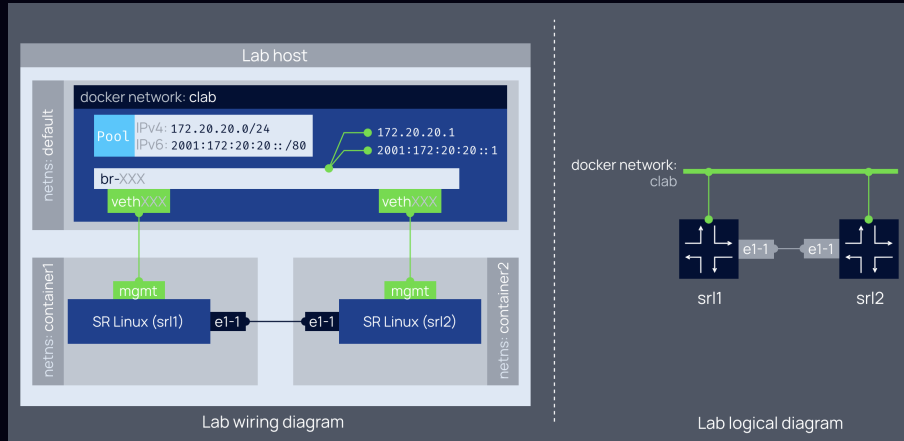 Lab host
netns: default
docker network: clab
Pool
IPv4: 172.20.20.0/24
IPv6: 2001:172:20:20::/80
172.20.20.1
2001:172:20:20::1
br-XXX
vethXXX
vethXXX
netns: container1
mgmt
SR Linux (srl1)
e1-1
e1-1
mgmt
SR Linux (srl2)
netns: container2
Lab wiring diagram
docker network:
clab
e1-1
e1-1
srl1
srl2
Lab logical diagram